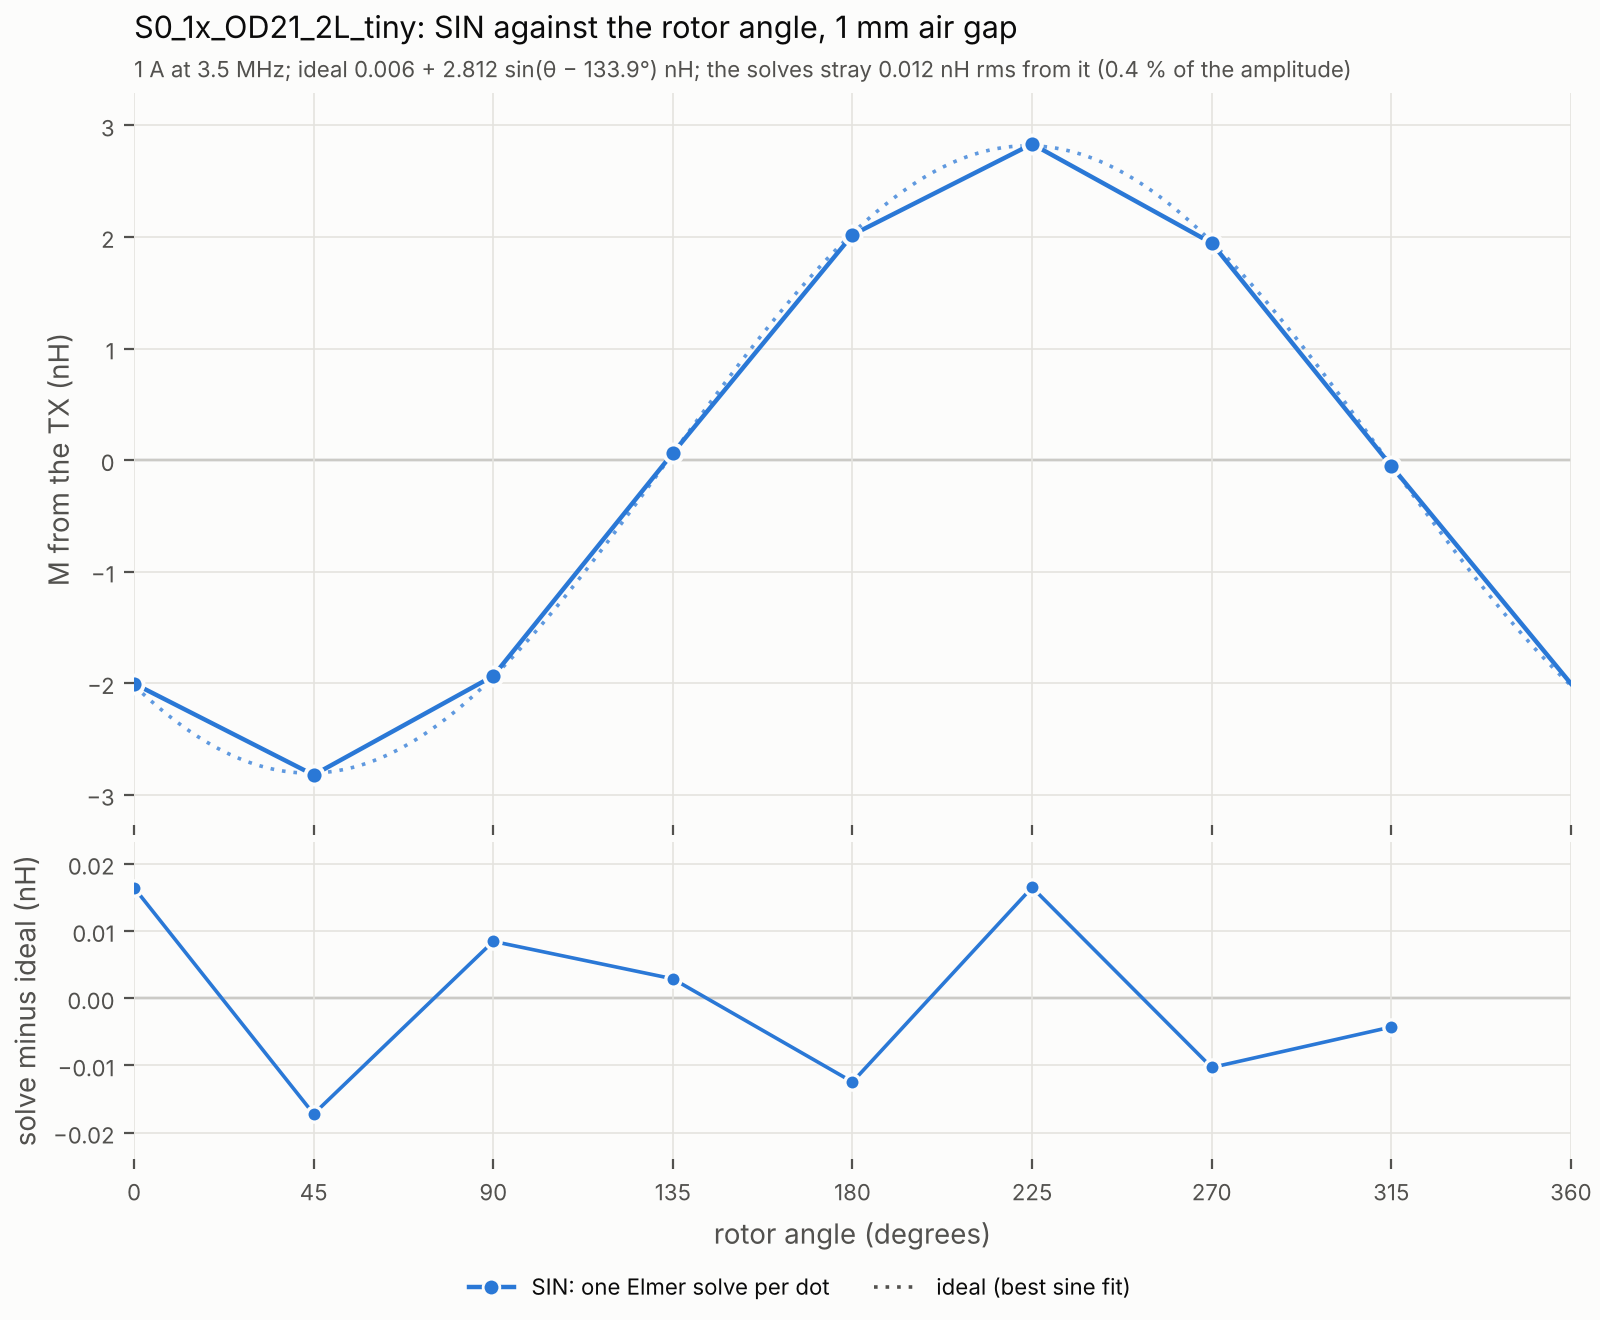 S0_1x_OD21_2L_tiny: SIN against the rotor angle, 1 mm air gap
1 A at 3.5 MHz; ideal 0.006 + 2.812 sin(θ − 133.9°) nH; the solves stray 0.012 nH rms from it (0.4 % of the amplitude)
M from the TX (nH)
3
2
1
0
−1
−2
−3
solve minus ideal (nH)
0.02
0.01
0.00
−0.01
−0.02
0 45 90 135 180 225 270 315 360
rotor angle (degrees)
SIN: one Elmer solve per dot ideal (best sine fit)